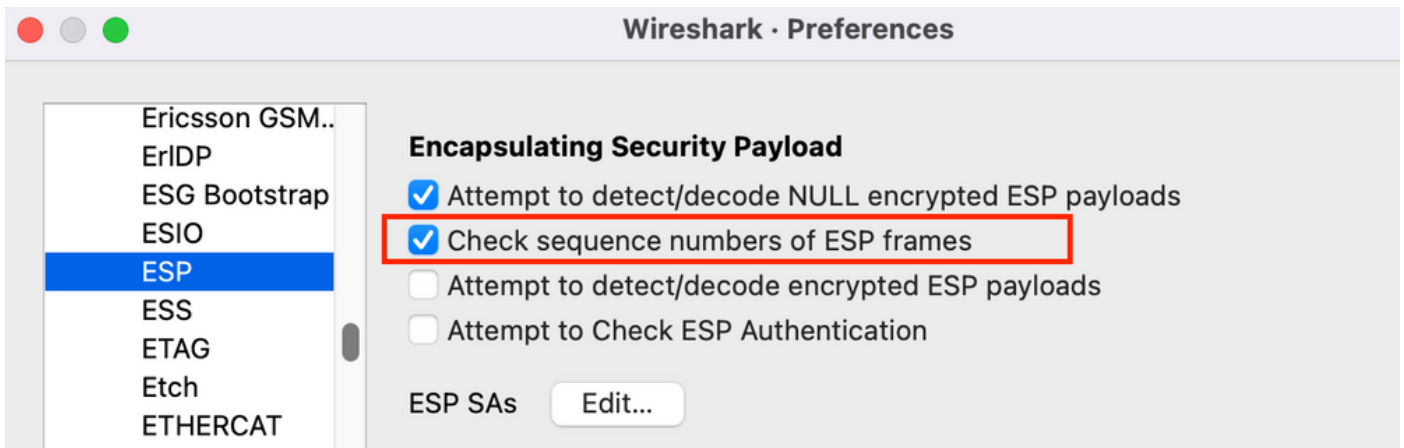 Wireshark · Preferences
Ericsson GSM..
ErlDP
ESG Bootstrap
ESIO
ESP
ESS
ETAG
Etch
ETHERCAT
Encapsulating Security Payload
Attempt to detect/decode NULL encrypted ESP payloads
Check sequence numbers of ESP frames
Attempt to detect/decode encrypted ESP payloads
Attempt to Check ESP Authentication
ESP SAs Edit...